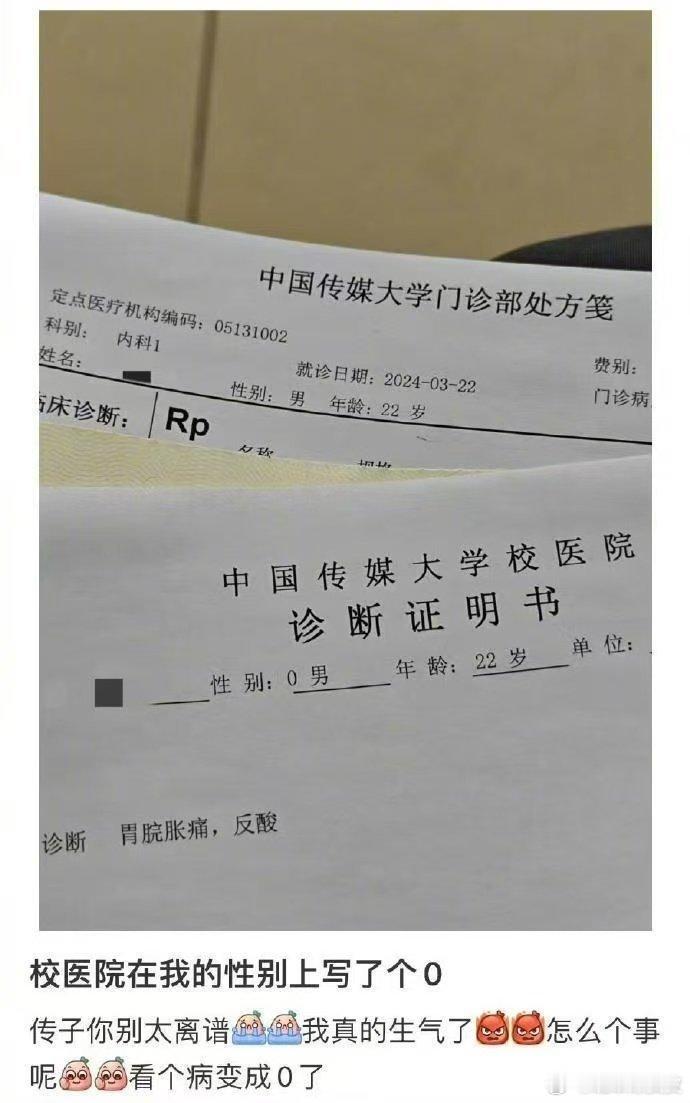 中国传媒大学门诊部处方笺
定点医疗机构编码：05131002
科别： 内科1
就诊日期：2024-03-22
费别：
姓名：
性别：男 年龄：22 岁
门诊病
临床诊断：
Rp
名称 规格
中国传媒大学校医院
诊断证明书
性别：0 男 年龄：22 岁 单位：
诊断 胃脘胀痛，反酸
校医院在我的性别上写了个0
传子你别太离谱😭😭我真的生气了👿👿怎么个事
呢😩😩看个病变成0了